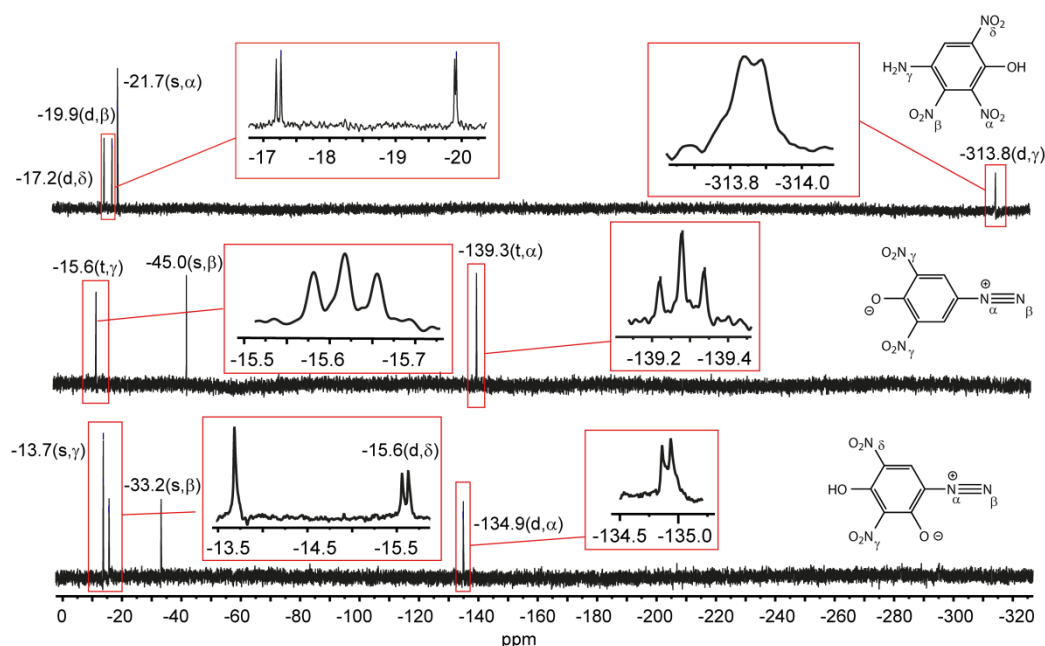 -21.7(s,α)
-19.9(d,β)
-17.2(d,δ)
-17 -18 -19 -20
-313.8 -314.0
-313.8(d,γ)
NO₂
δ
H₂N
γ
OH
O₂N
β
NO₂
α
-15.6(t,γ)
-45.0(s,β)
-15.5 -15.6 -15.7
-139.3(t,α)
-139.2 -139.4
γ
O₂N
O
⊖
⊕
N N
α β
O₂N
γ
-13.7(s,γ)
-33.2(s,β)
-15.6(d,δ)
-13.5 -14.5 -15.5
-134.9(d,α)
-134.5 -135.0
O₂N δ
HO
⊕
N N
α β
O₂N
γ
O ⊖
0 -20 -40 -60 -80 -100 -120 -140 -160 -180 -200 -220 -240 -260 -280 -300 -320
ppm